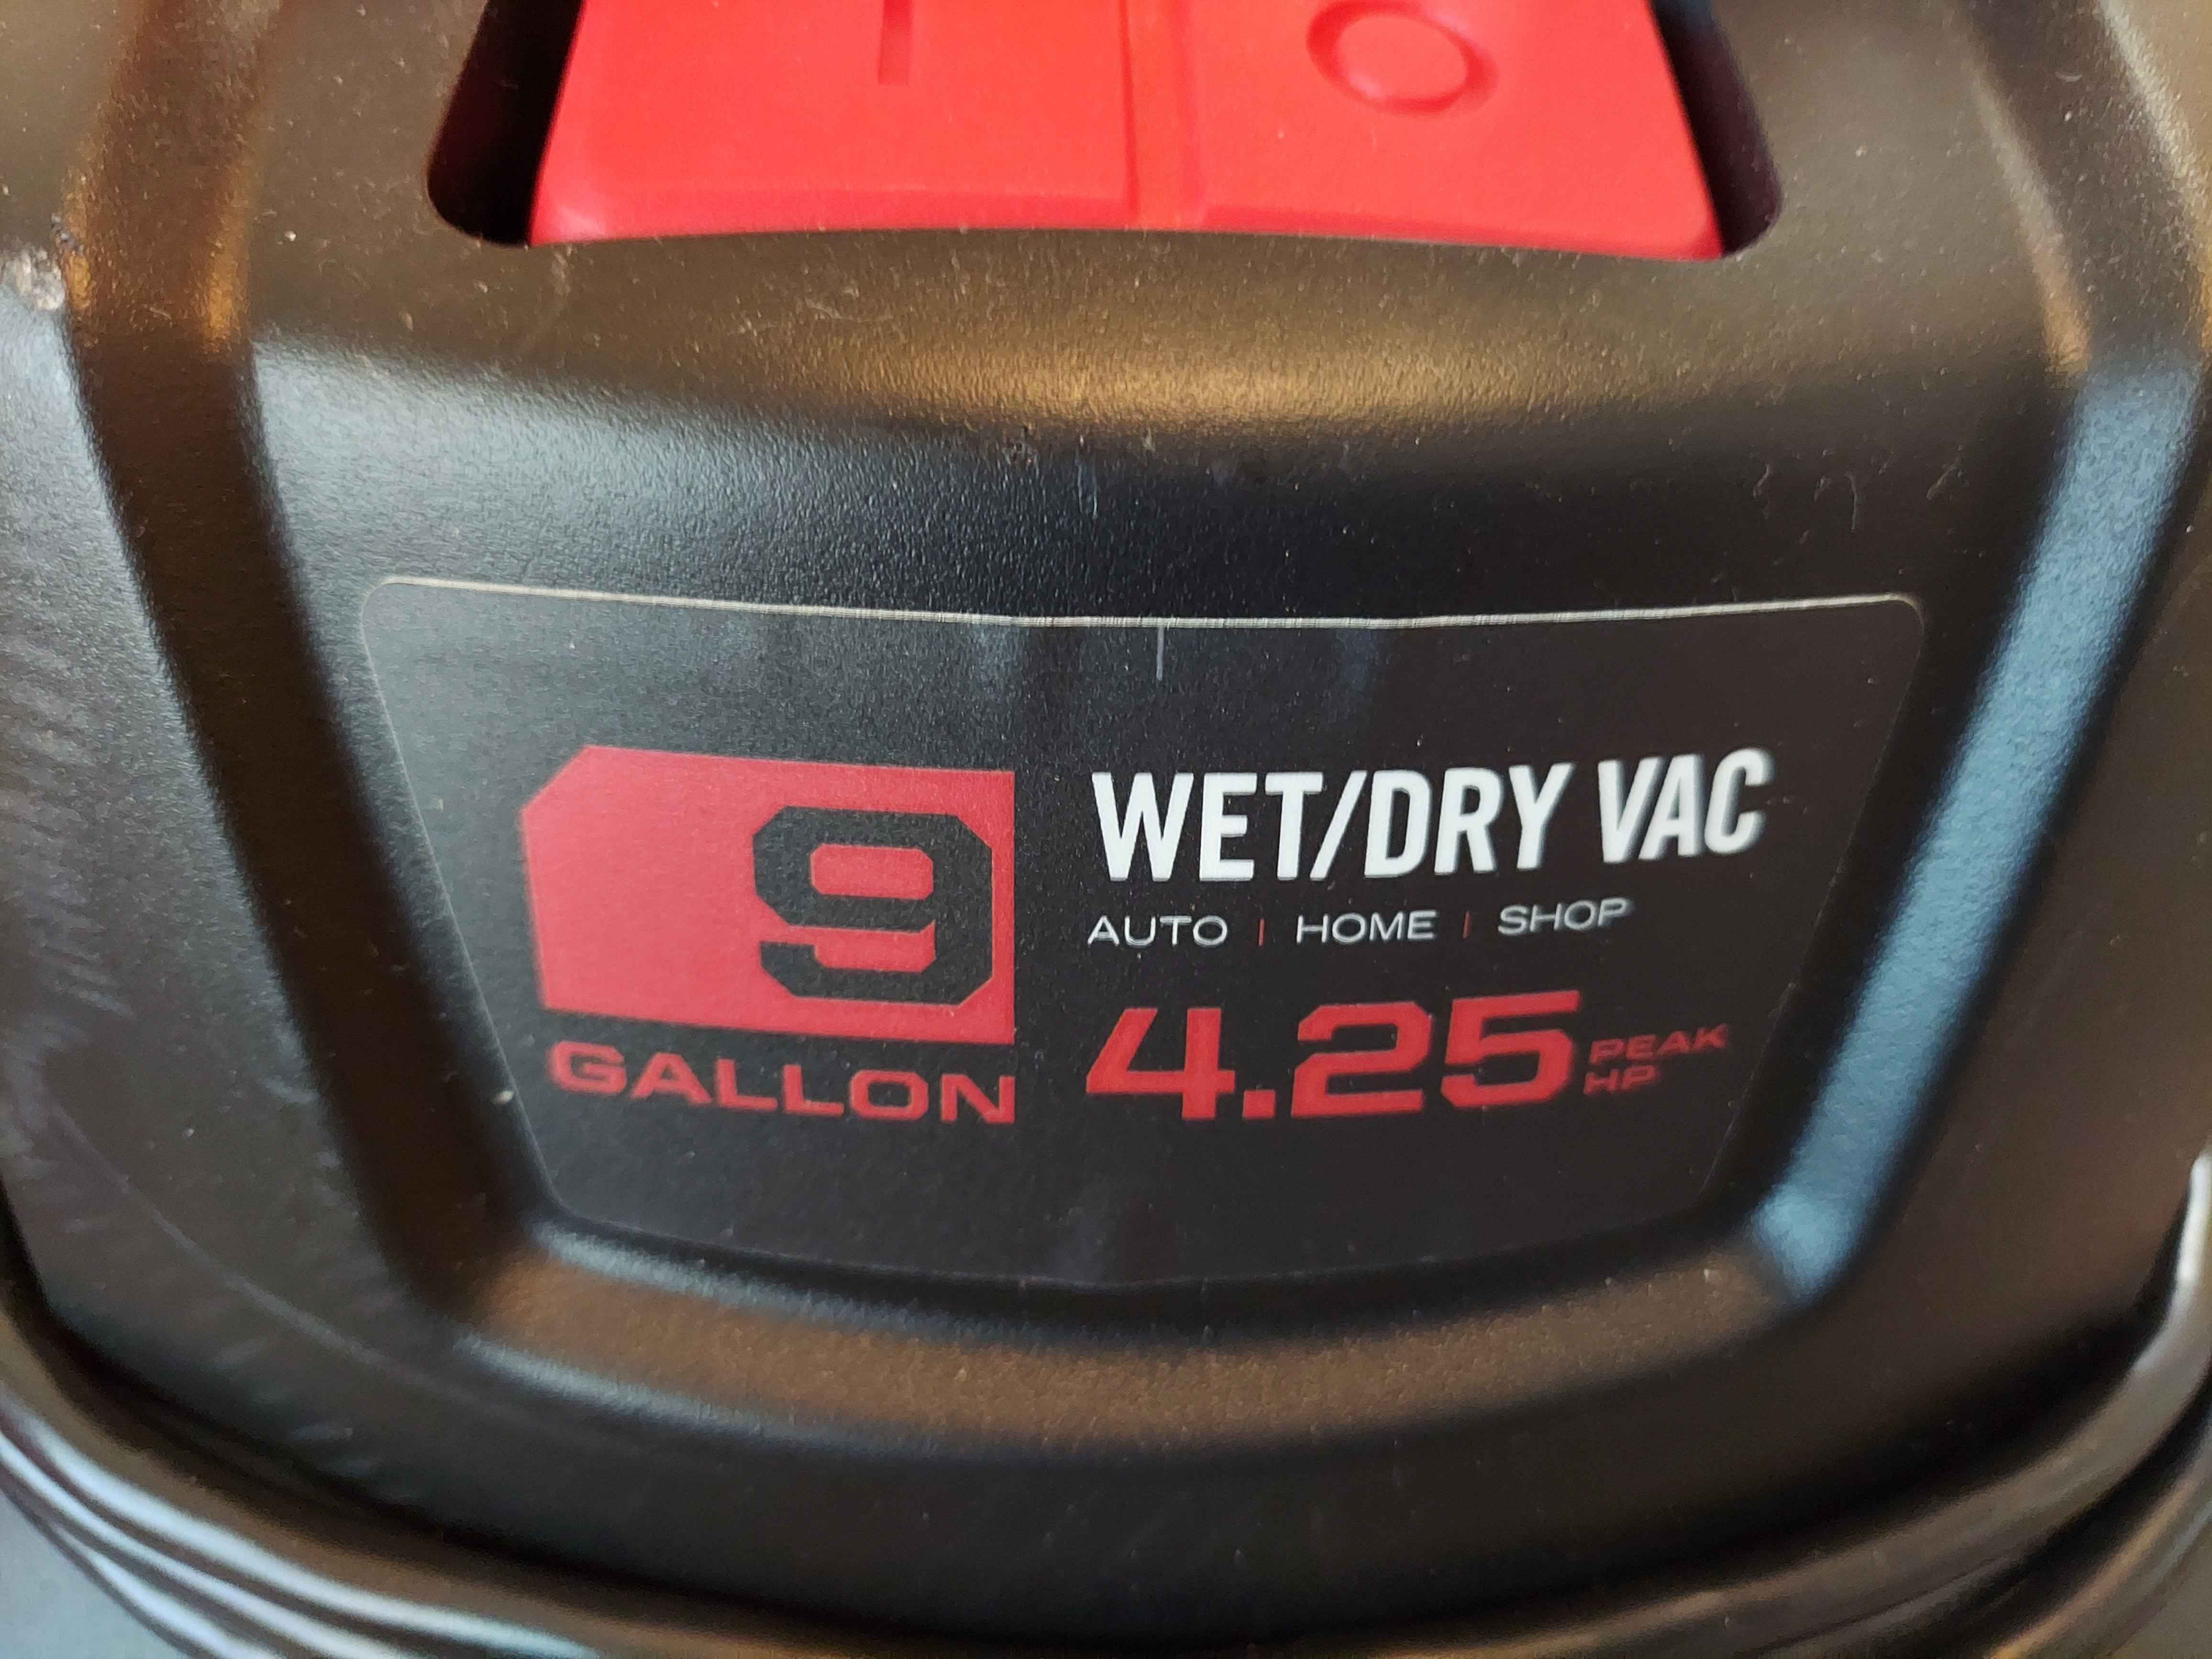 9
GALLON
WET/DRY VAC
AUTO | HOME | SHOP
4.25 PEAK
HP